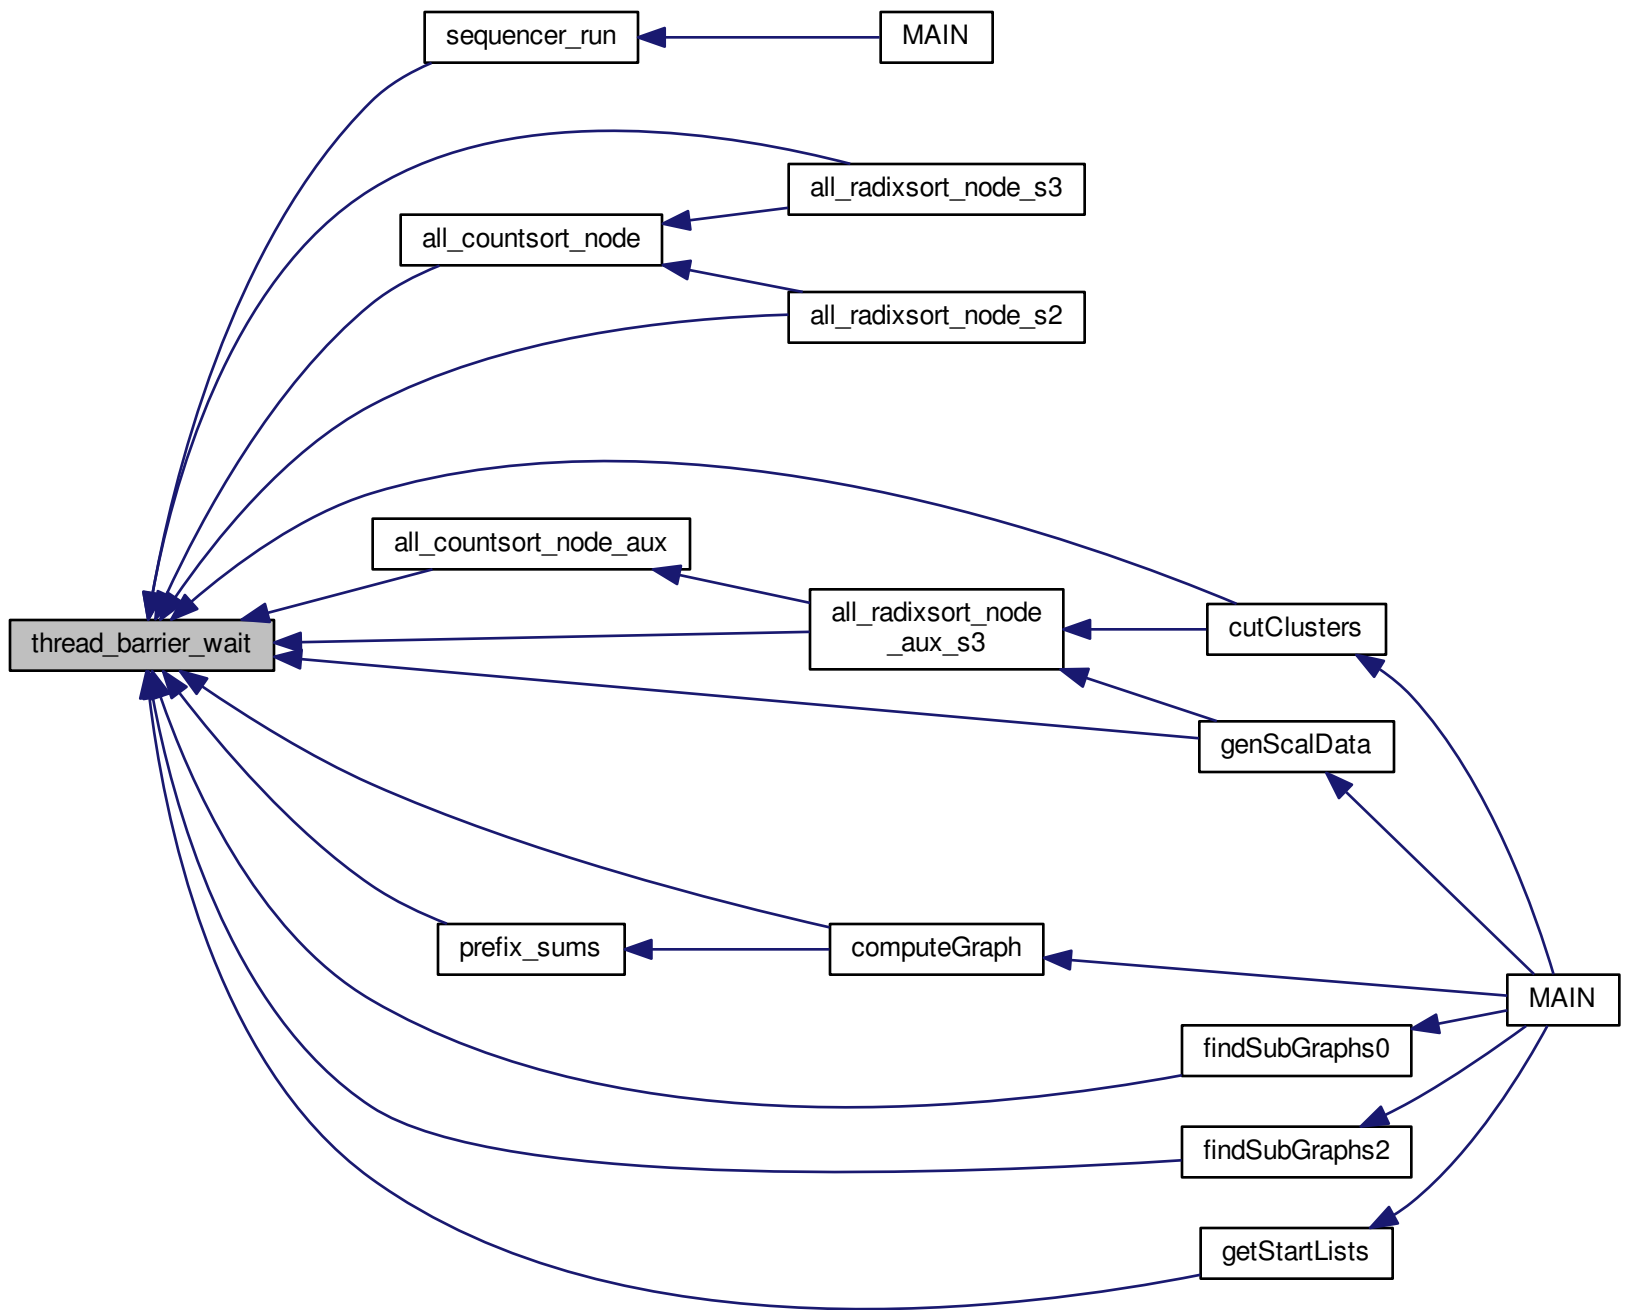 sequencer_run
MAIN
all_radixsort_node_s3
all_countsort_node
all_radixsort_node_s2
all_countsort_node_aux
all_radixsort_node
_aux_s3
cutClusters
thread_barrier_wait
genScalData
prefix_sums
computeGraph
MAIN
findSubGraphs0
findSubGraphs2
getStartLists